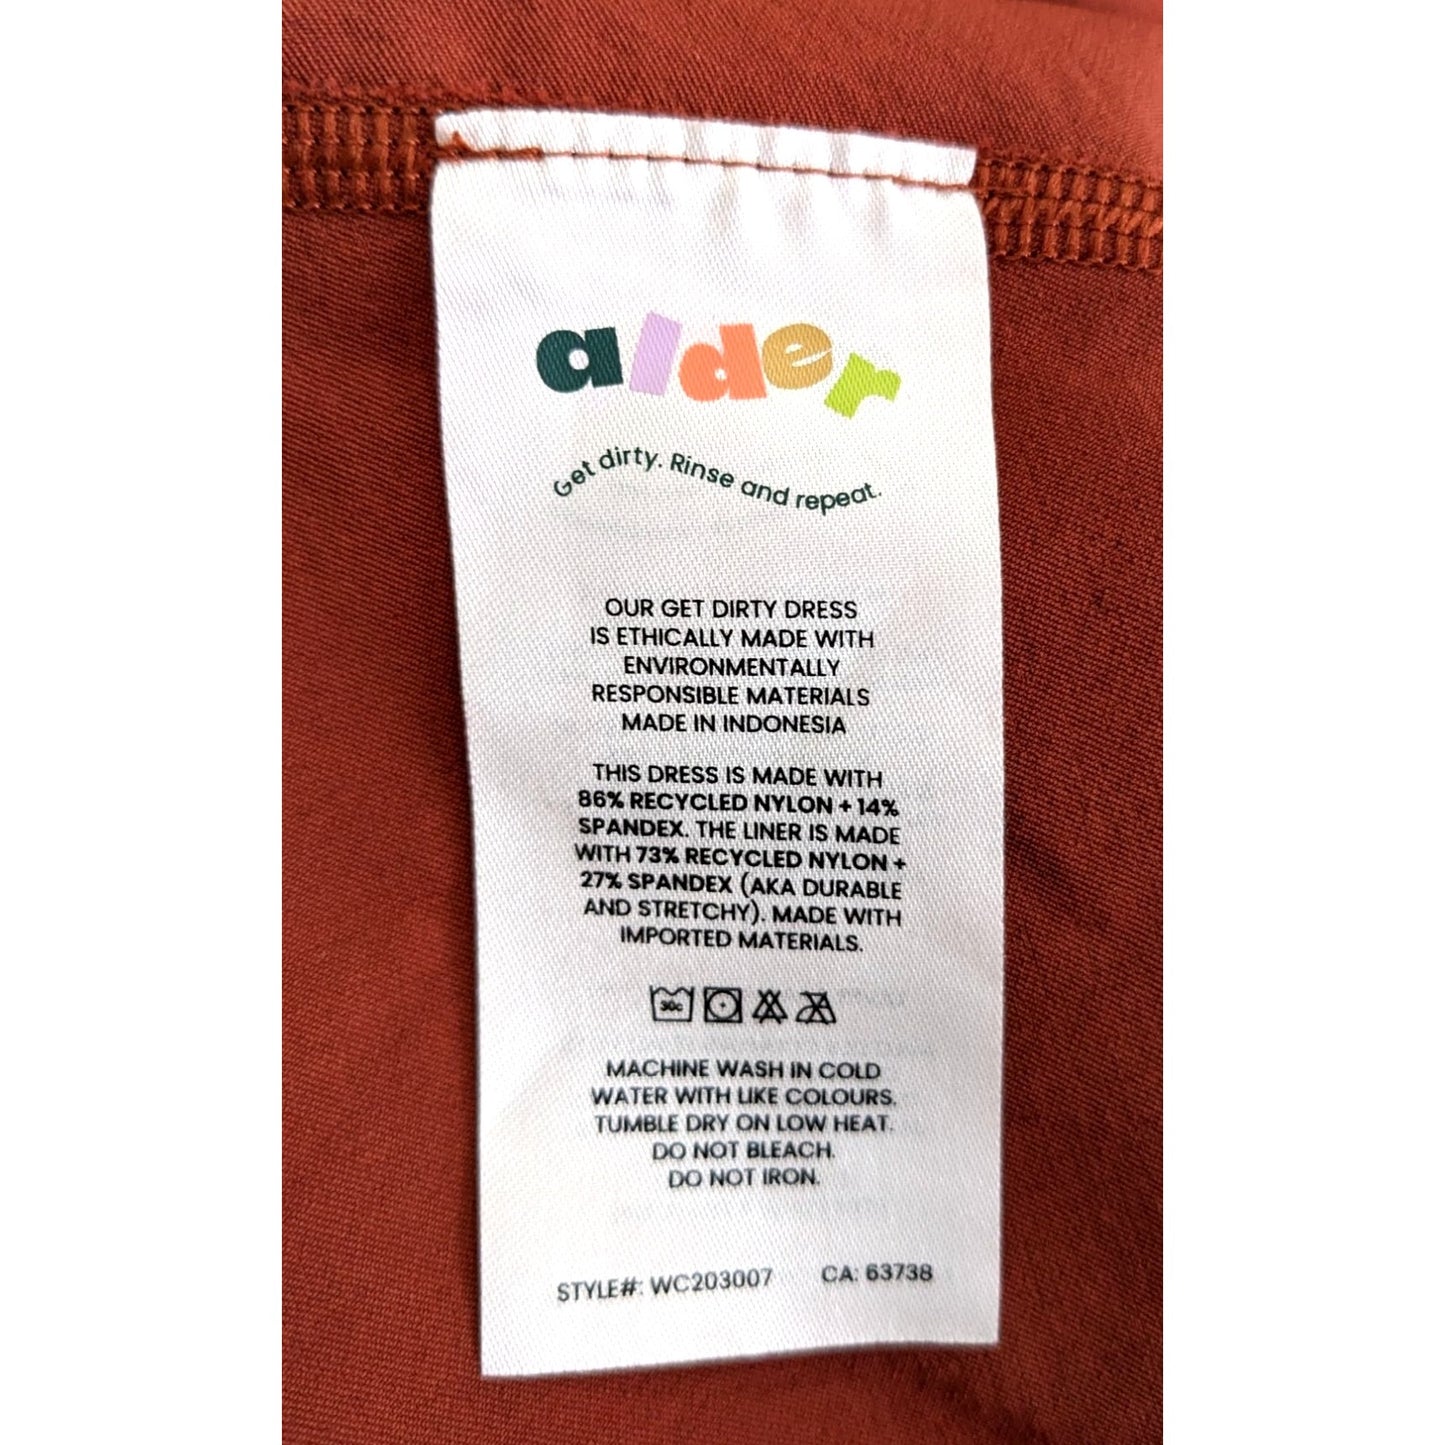 alder
Get dirty. Rinse and repeat.
OUR GET DIRTY DRESS
IS ETHICALLY MADE WITH
ENVIRONMENTALLY
RESPONSIBLE MATERIALS
MADE IN INDONESIA
THIS DRESS IS MADE WITH
86% RECYCLED NYLON + 14%
SPANDEX. THE LINER IS MADE
WITH 73% RECYCLED NYLON +
27% SPANDEX (AKA DURABLE
AND STRETCHY). MADE WITH
IMPORTED MATERIALS.
30c
MACHINE WASH IN COLD
WATER WITH LIKE COLOURS.
TUMBLE DRY ON LOW HEAT.
DO NOT BLEACH.
DO NOT IRON.
STYLE#: WC203007 CA: 63738